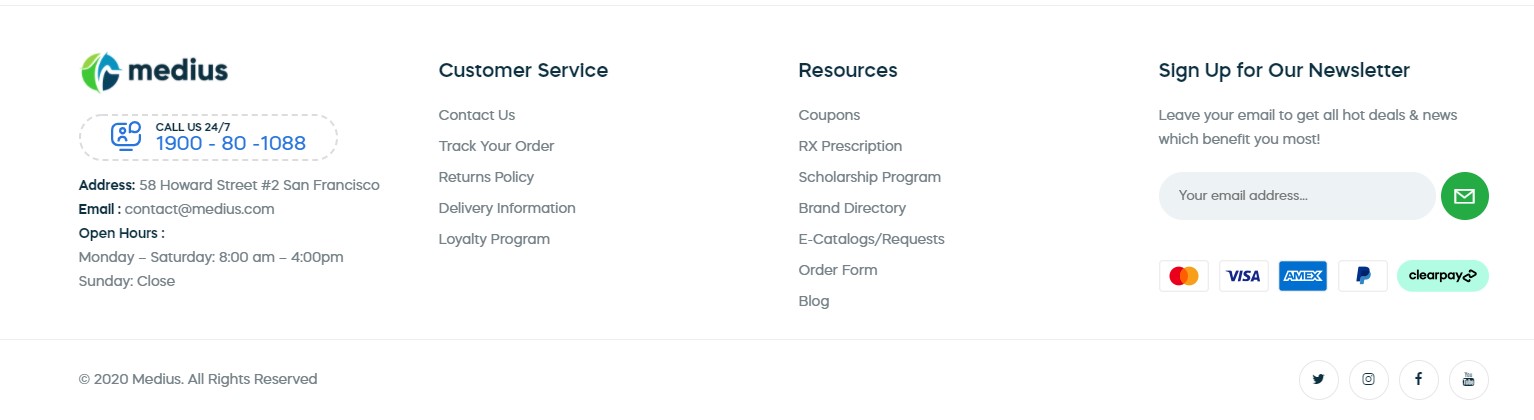 medius
CALL US 24/7
1900 - 80 -1088
Address: 58 Howard Street #2 San Francisco
Email : contact@medius.com
Open Hours :
Monday – Saturday: 8:00 am – 4:00pm
Sunday: Close
Customer Service
Contact Us
Track Your Order
Returns Policy
Delivery Information
Loyalty Program
Resources
Coupons
RX Prescription
Scholarship Program
Brand Directory
E-Catalogs/Requests
Order Form
Blog
Sign Up for Our Newsletter
Leave your email to get all hot deals & news
which benefit you most!
Your email address...
VISA
AMEX
clearpay
© 2020 Medius. All Rights Reserved
You
Tube